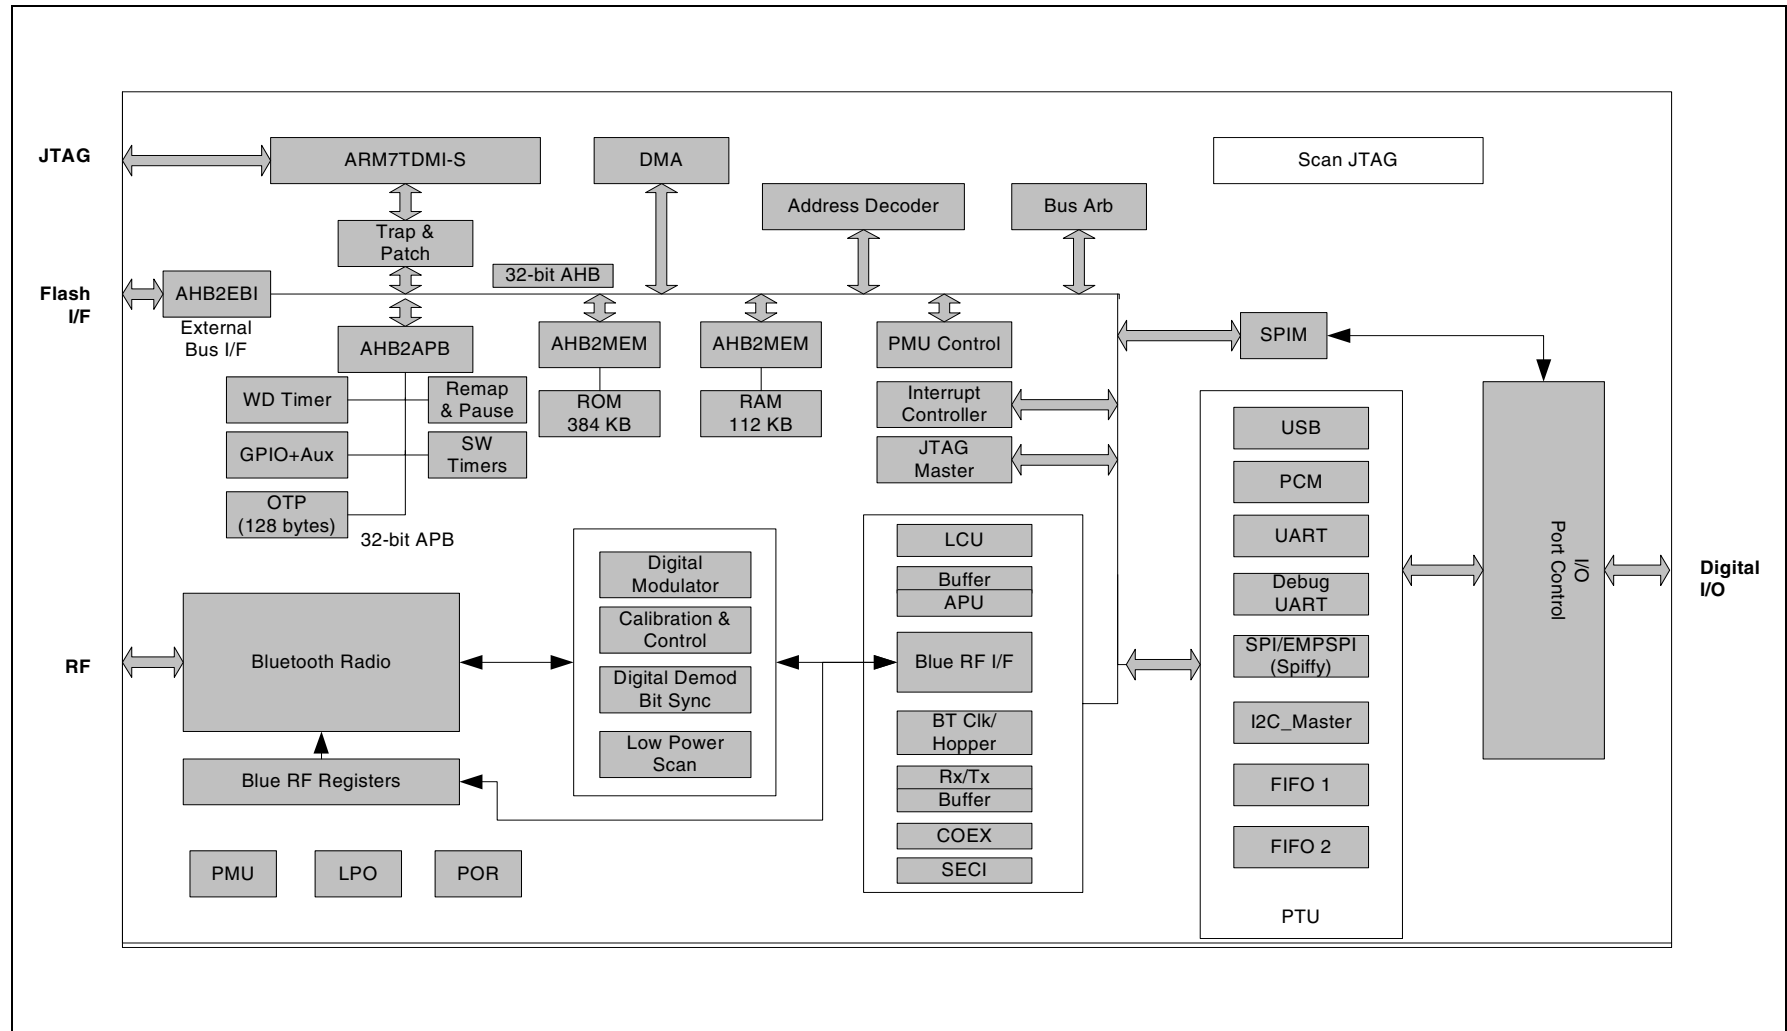 JTAG
ARM7TDMI-S
DMA
Scan JTAG
Address Decoder
Bus Arb
Trap &
Patch
32-bit AHB
Flash
I/F
AHB2EBI
External
Bus I/F
AHB2APB
AHB2MEM
AHB2MEM
PMU Control
SPIM
WD Timer
Remap
& Pause
ROM
384 KB
RAM
112 KB
Interrupt
Controller
GPIO+Aux
SW
Timers
JTAG
Master
OTP
(128 bytes)
32-bit APB
USB
PCM
UART
Debug
UART
SPI/EMPSPI
(Spiffy)
I2C_Master
FIFO 1
FIFO 2
PTU
I/O
Port Control
Digital
I/O
LCU
Buffer
APU
Blue RF I/F
BT Clk/
Hopper
Rx/Tx
Buffer
COEX
SECI
Digital
Modulator
Calibration &
Control
Digital Demod
Bit Sync
Low Power
Scan
RF
Bluetooth Radio
Blue RF Registers
PMU
LPO
POR